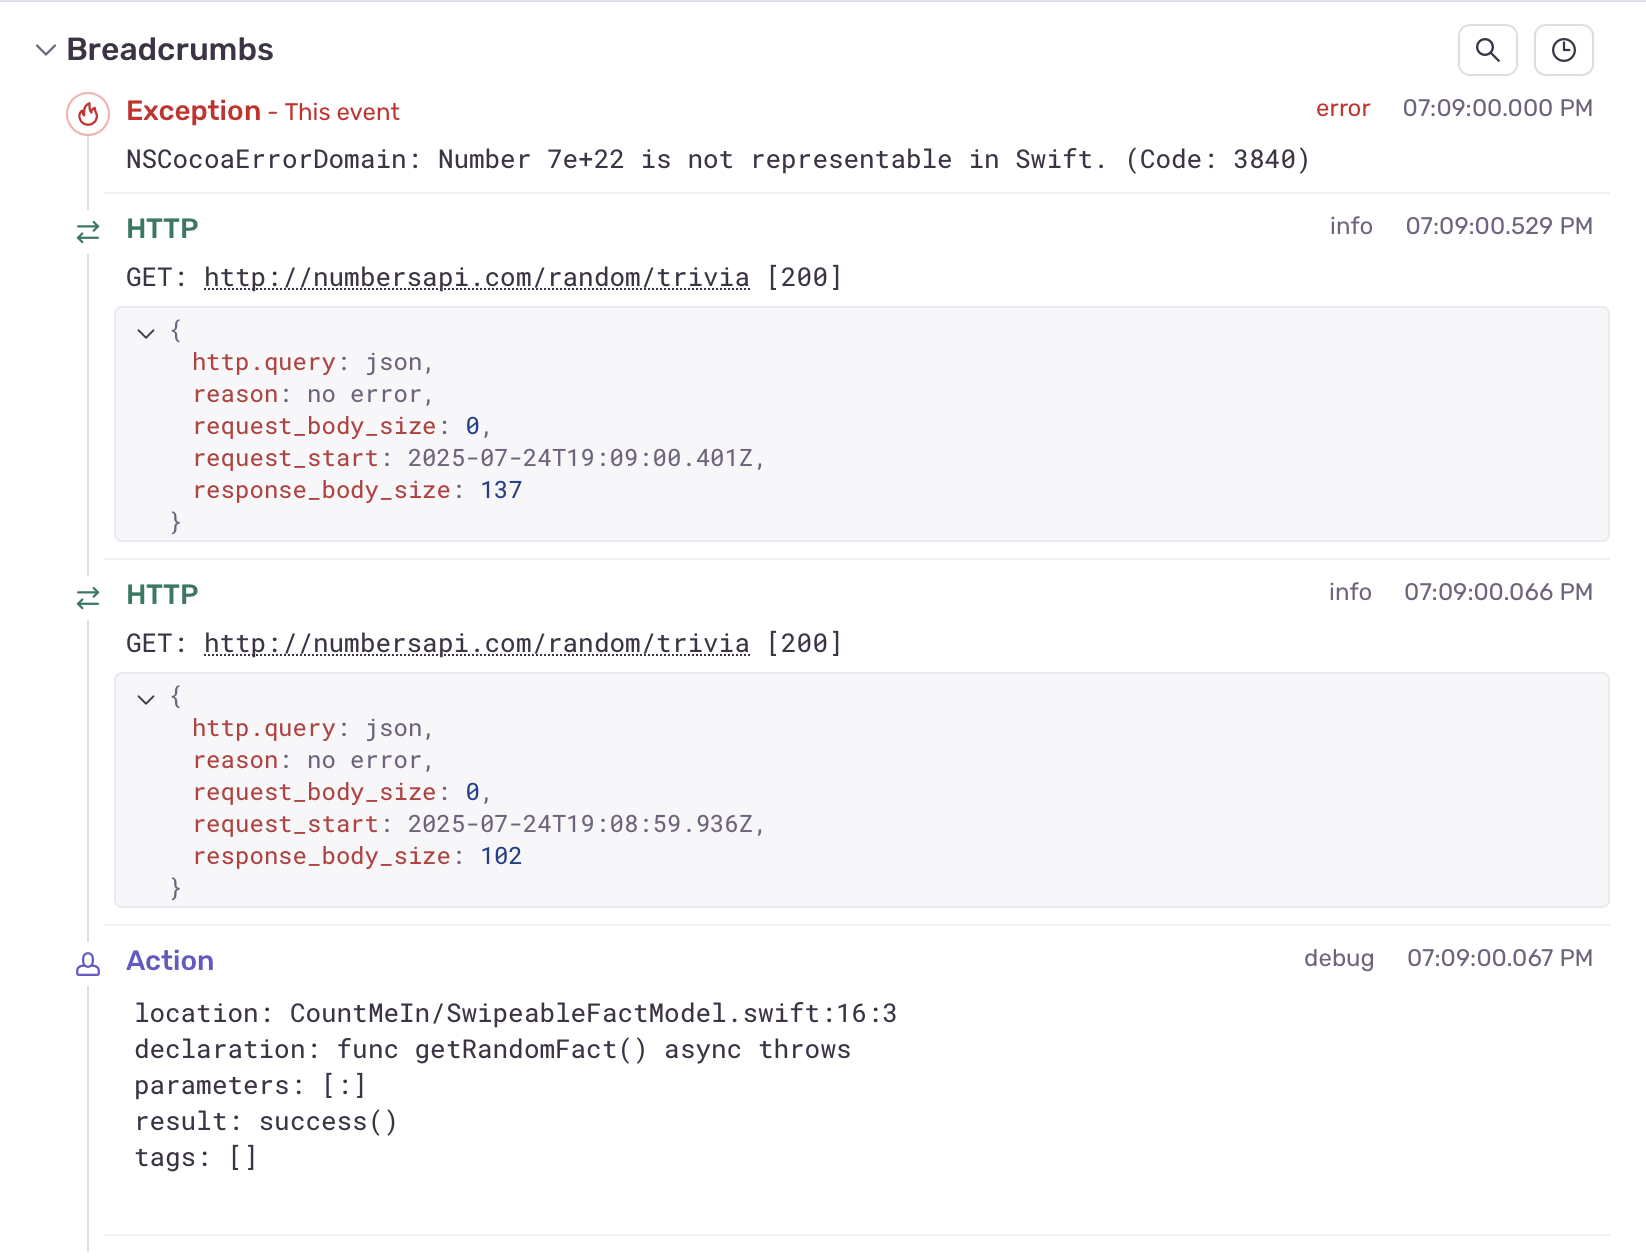 Breadcrumbs
Exception - This event error 07:09:00.000 PM
NSCocoaErrorDomain: Number 7e+22 is not representable in Swift. (Code: 3840)
HTTP info 07:09:00.529 PM
GET: http://numbersapi.com/random/trivia [200]
{
http.query: json,
reason: no error,
request_body_size: 0,
request_start: 2025-07-24T19:09:00.401Z,
response_body_size: 137
}
HTTP info 07:09:00.066 PM
GET: http://numbersapi.com/random/trivia [200]
{
http.query: json,
reason: no error,
request_body_size: 0,
request_start: 2025-07-24T19:08:59.936Z,
response_body_size: 102
}
Action debug 07:09:00.067 PM
location: CountMeIn/SwipeableFactModel.swift:16:3
declaration: func getRandomFact() async throws
parameters: [:]
result: success()
tags: []